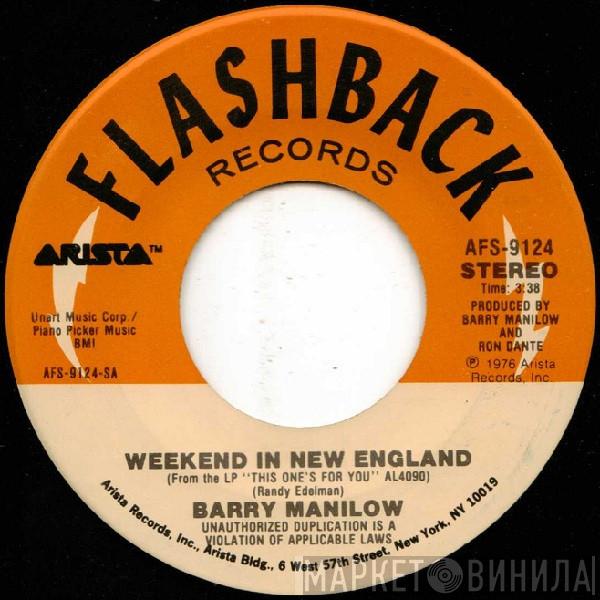 FLASHBACK
RECORDS
ARISTA™
Unart Music Corp./
Piano Picker Music
BMI
AFS-9124-SA
AFS-9124
STEREO
Time: 3:38
PRODUCED BY
BARRY MANILOW
AND
RON DANTE
Ⓟ 1976 Arista
Records, Inc.
WEEKEND IN NEW ENGLAND
(From the LP "THIS ONE'S FOR YOU" AL4090)
(Randy Edelman)
BARRY MANILOW
UNAUTHORIZED DUPLICATION IS A
VIOLATION OF APPLICABLE LAWS
Arista Records, Inc., Arista Bldg., 6 West 57th Street, New York, NY 10019
МАРКЕТ ВИНИЛА